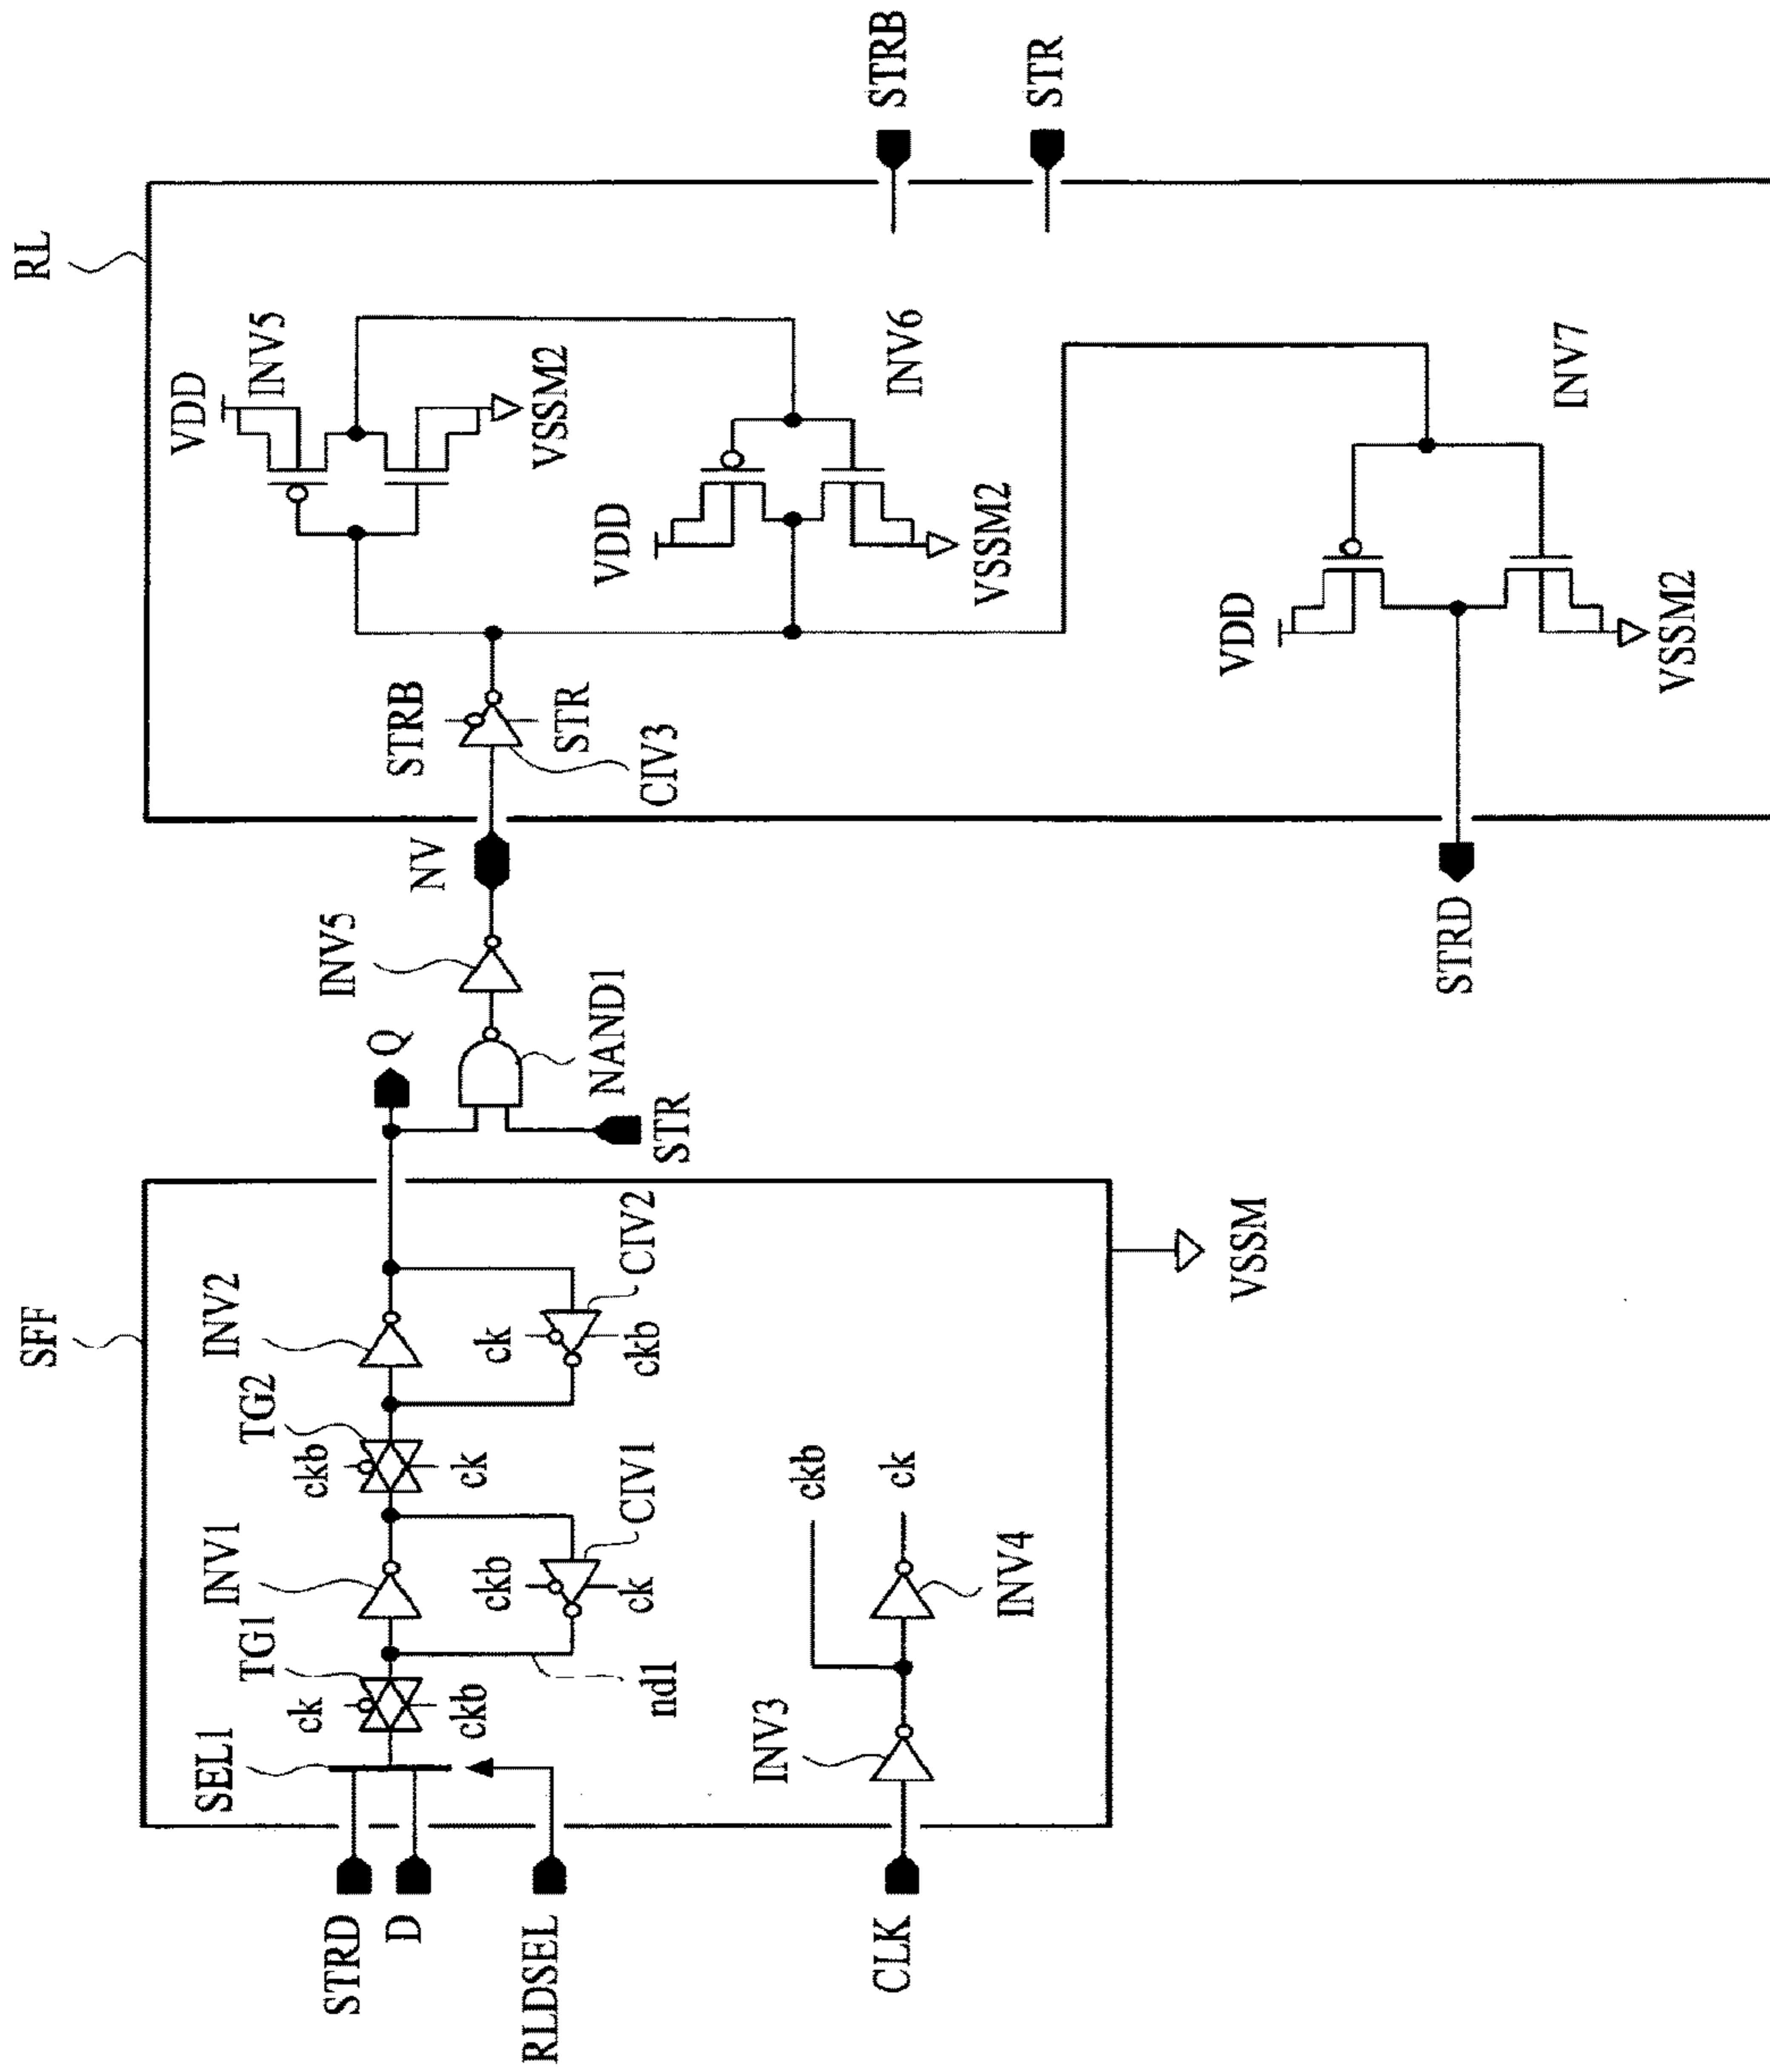 SFF
RL
STRD
D
RLDSEL
CLK
SEL1
ck
TG1
ckb
INV1
nd1
ckb
CIV1
ck
ckb
TG2
ck
INV2
ck
CIV2
ckb
INV3
ckb
ck
INV4
VSSM
Q
STR
NAND1
INV5
NV
STRB
STR
CIV3
VDD
INV5
VSSM2
VDD
INV6
VSSM2
VDD
INV7
VSSM2
STRD
STRB
STR